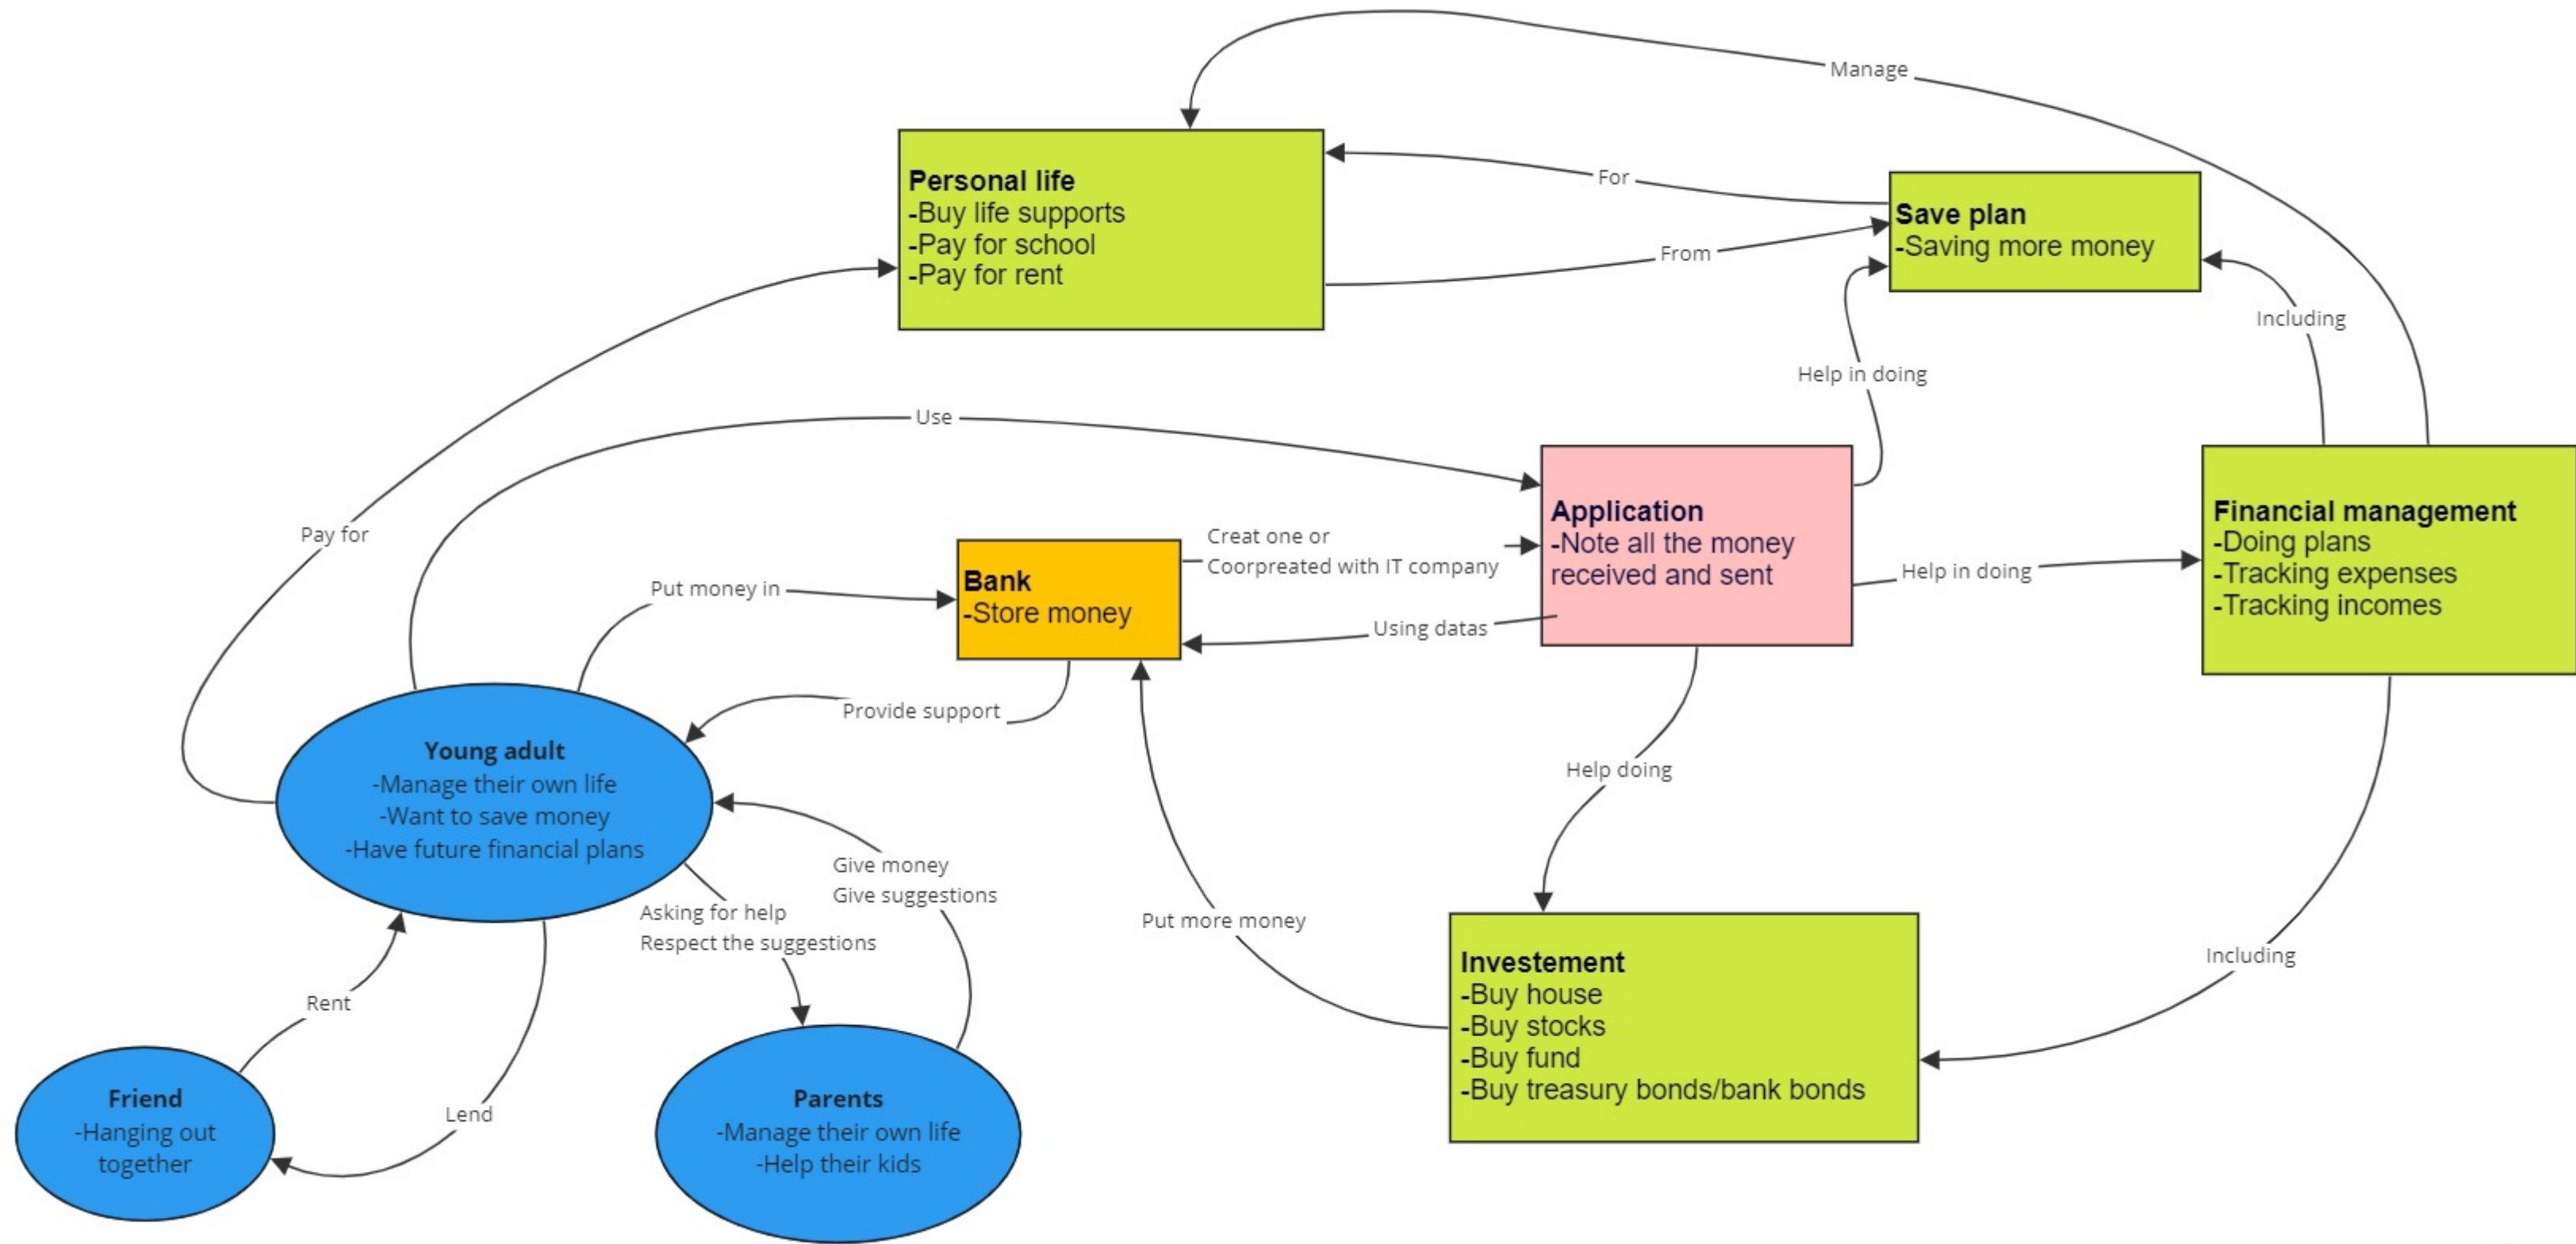 Manage
Personal life
-Buy life supports
-Pay for school
-Pay for rent
For
From
Save plan
-Saving more money
Including
Help in doing
Use
Pay for
Application
-Note all the money
received and sent
Financial management
-Doing plans
-Tracking expenses
-Tracking incomes
Help in doing
Creat one or
Coorpreated with IT company
Put money in
Bank
-Store money
Using datas
Provide support
Young adult
-Manage their own life
-Want to save money
-Have future financial plans
Help doing
Give money
Give suggestions
Asking for help
Respect the suggestions
Put more money
Including
Investement
-Buy house
-Buy stocks
-Buy fund
-Buy treasury bonds/bank bonds
Rent
Lend
Friend
-Hanging out
together
Parents
-Manage their own life
-Help their kids